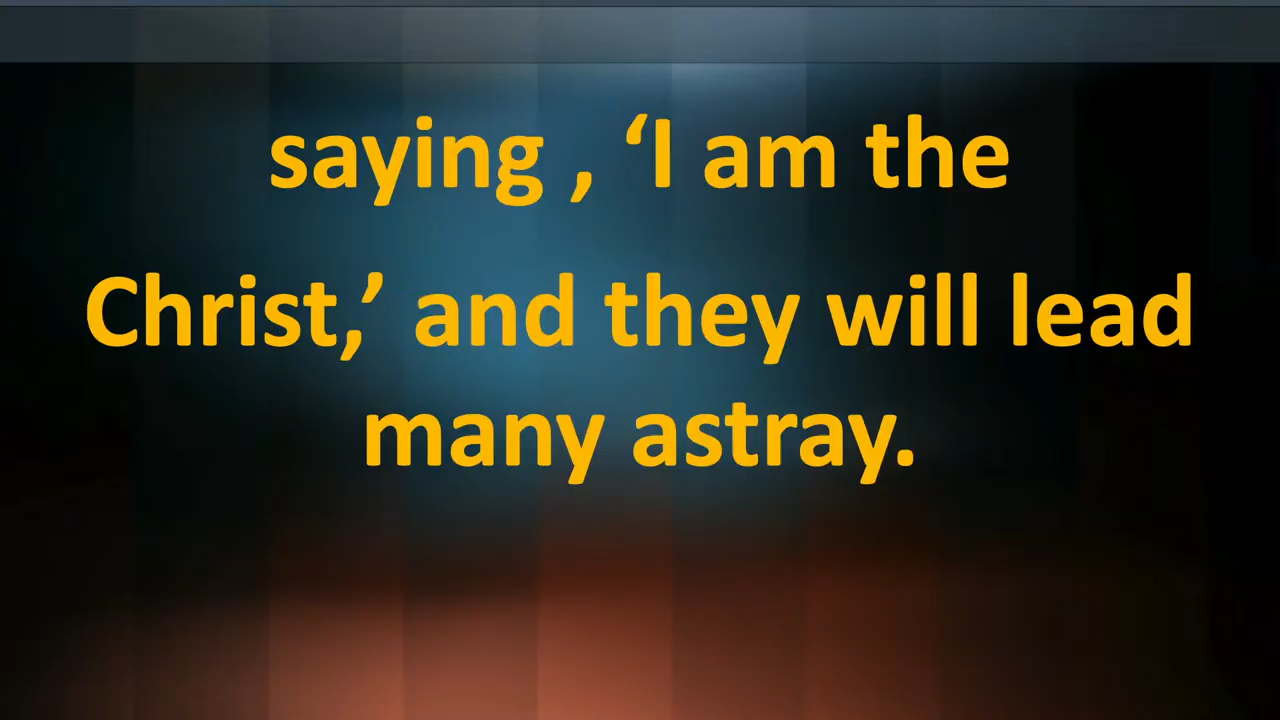 saying , ‘I am the
Christ,’ and they will lead
many astray.